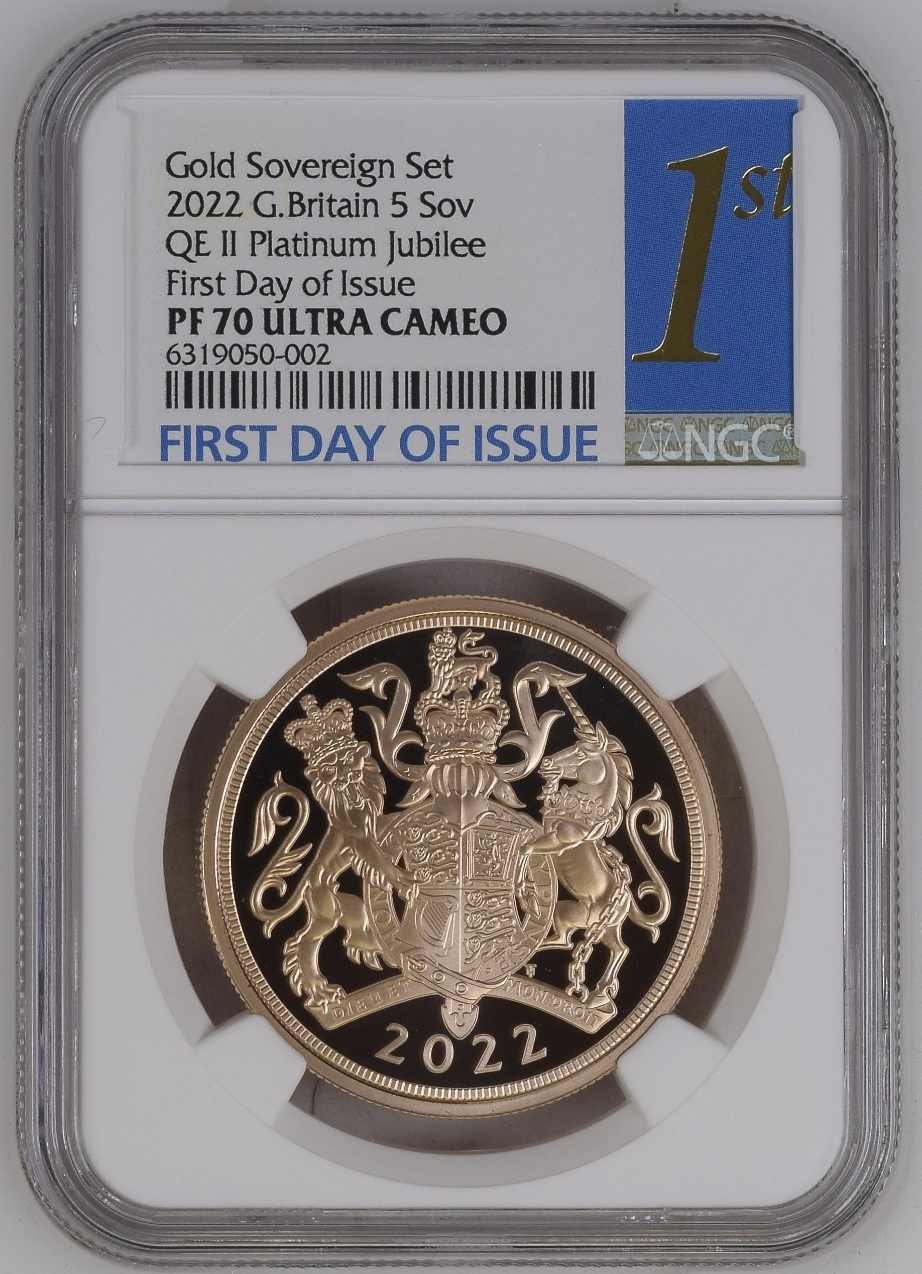 Gold Sovereign Set
2022 G.Britain 5 Sov
QE II Platinum Jubilee
First Day of Issue
PF 70 ULTRA CAMEO
6319050-002
FIRST DAY OF ISSUE
1st
NGC
DIEU ET MON DROIT
2022